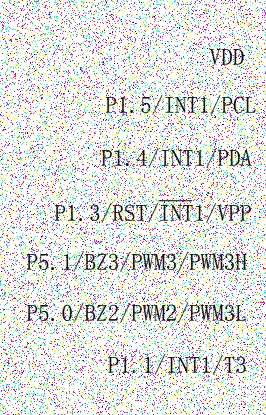 VDD
P1.5/INT1/PCL
P1.4/INT1/PDA
P1.3/RST/I̅N̅T̅1/VPP
P5.1/BZ3/PWM3/PWM3H
P5.0/BZ2/PWM2/PWM3L
P1.1/INT1/T3